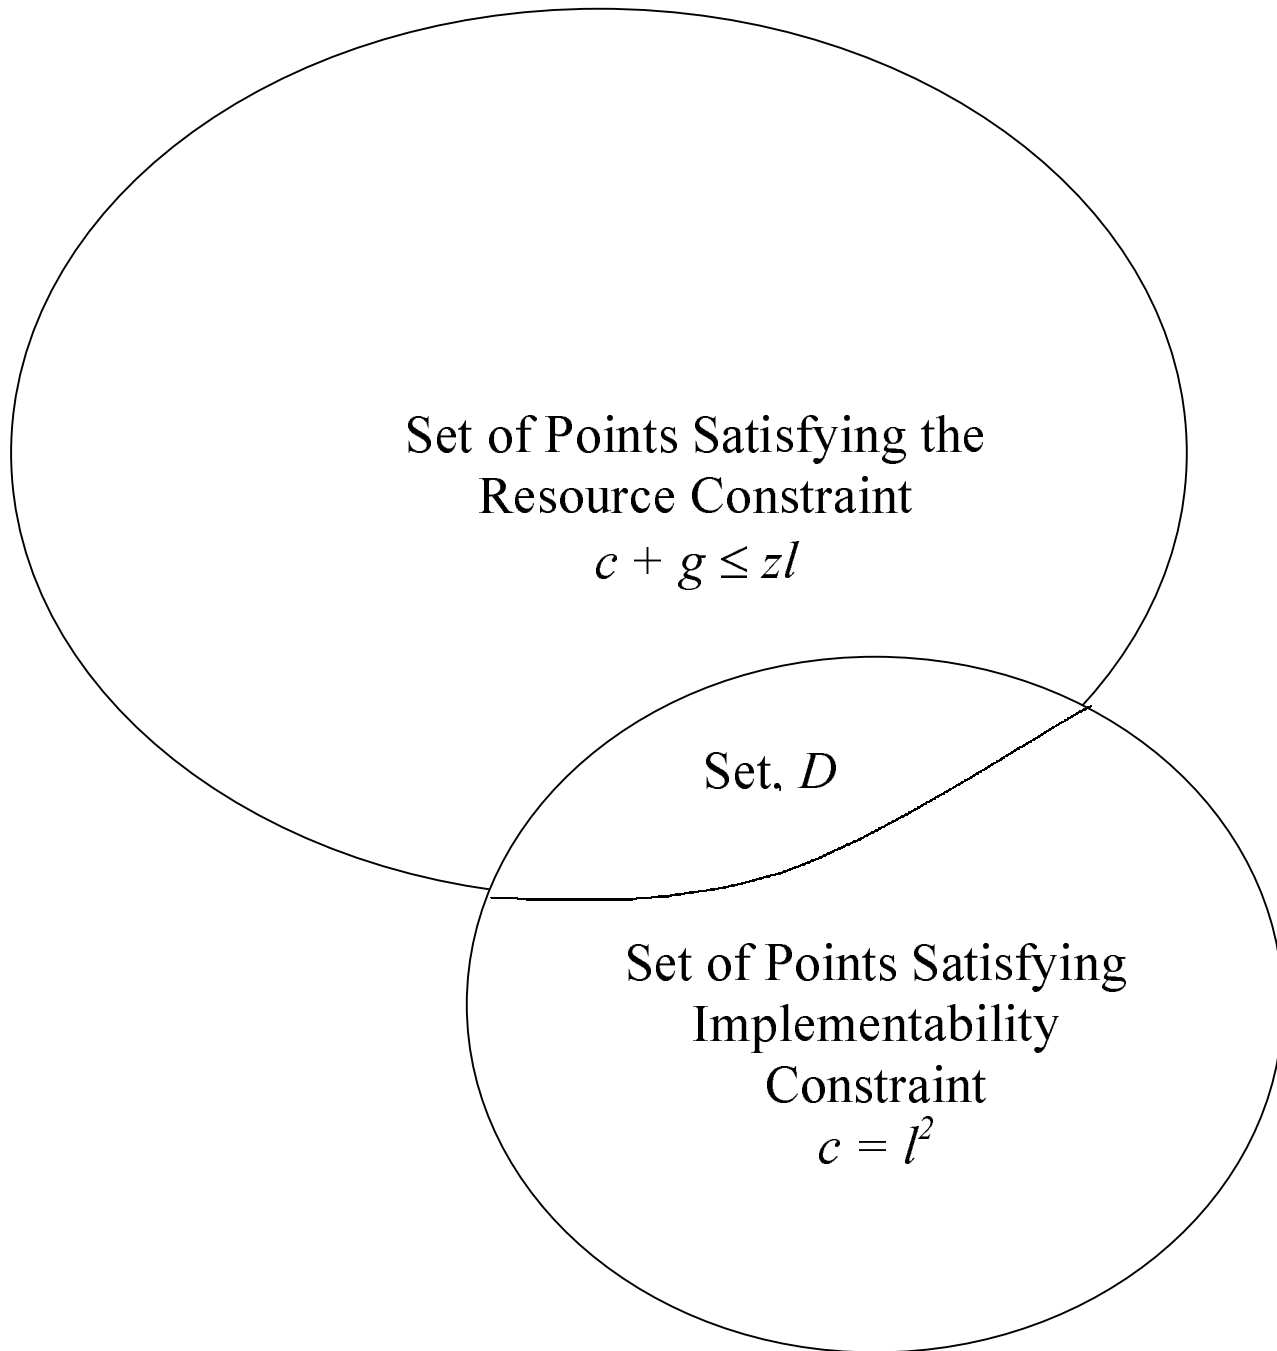 Set of Points Satisfying the
Resource Constraint
c + g ≤ zl
Set, D
Set of Points Satisfying
Implementability
Constraint
c = l²